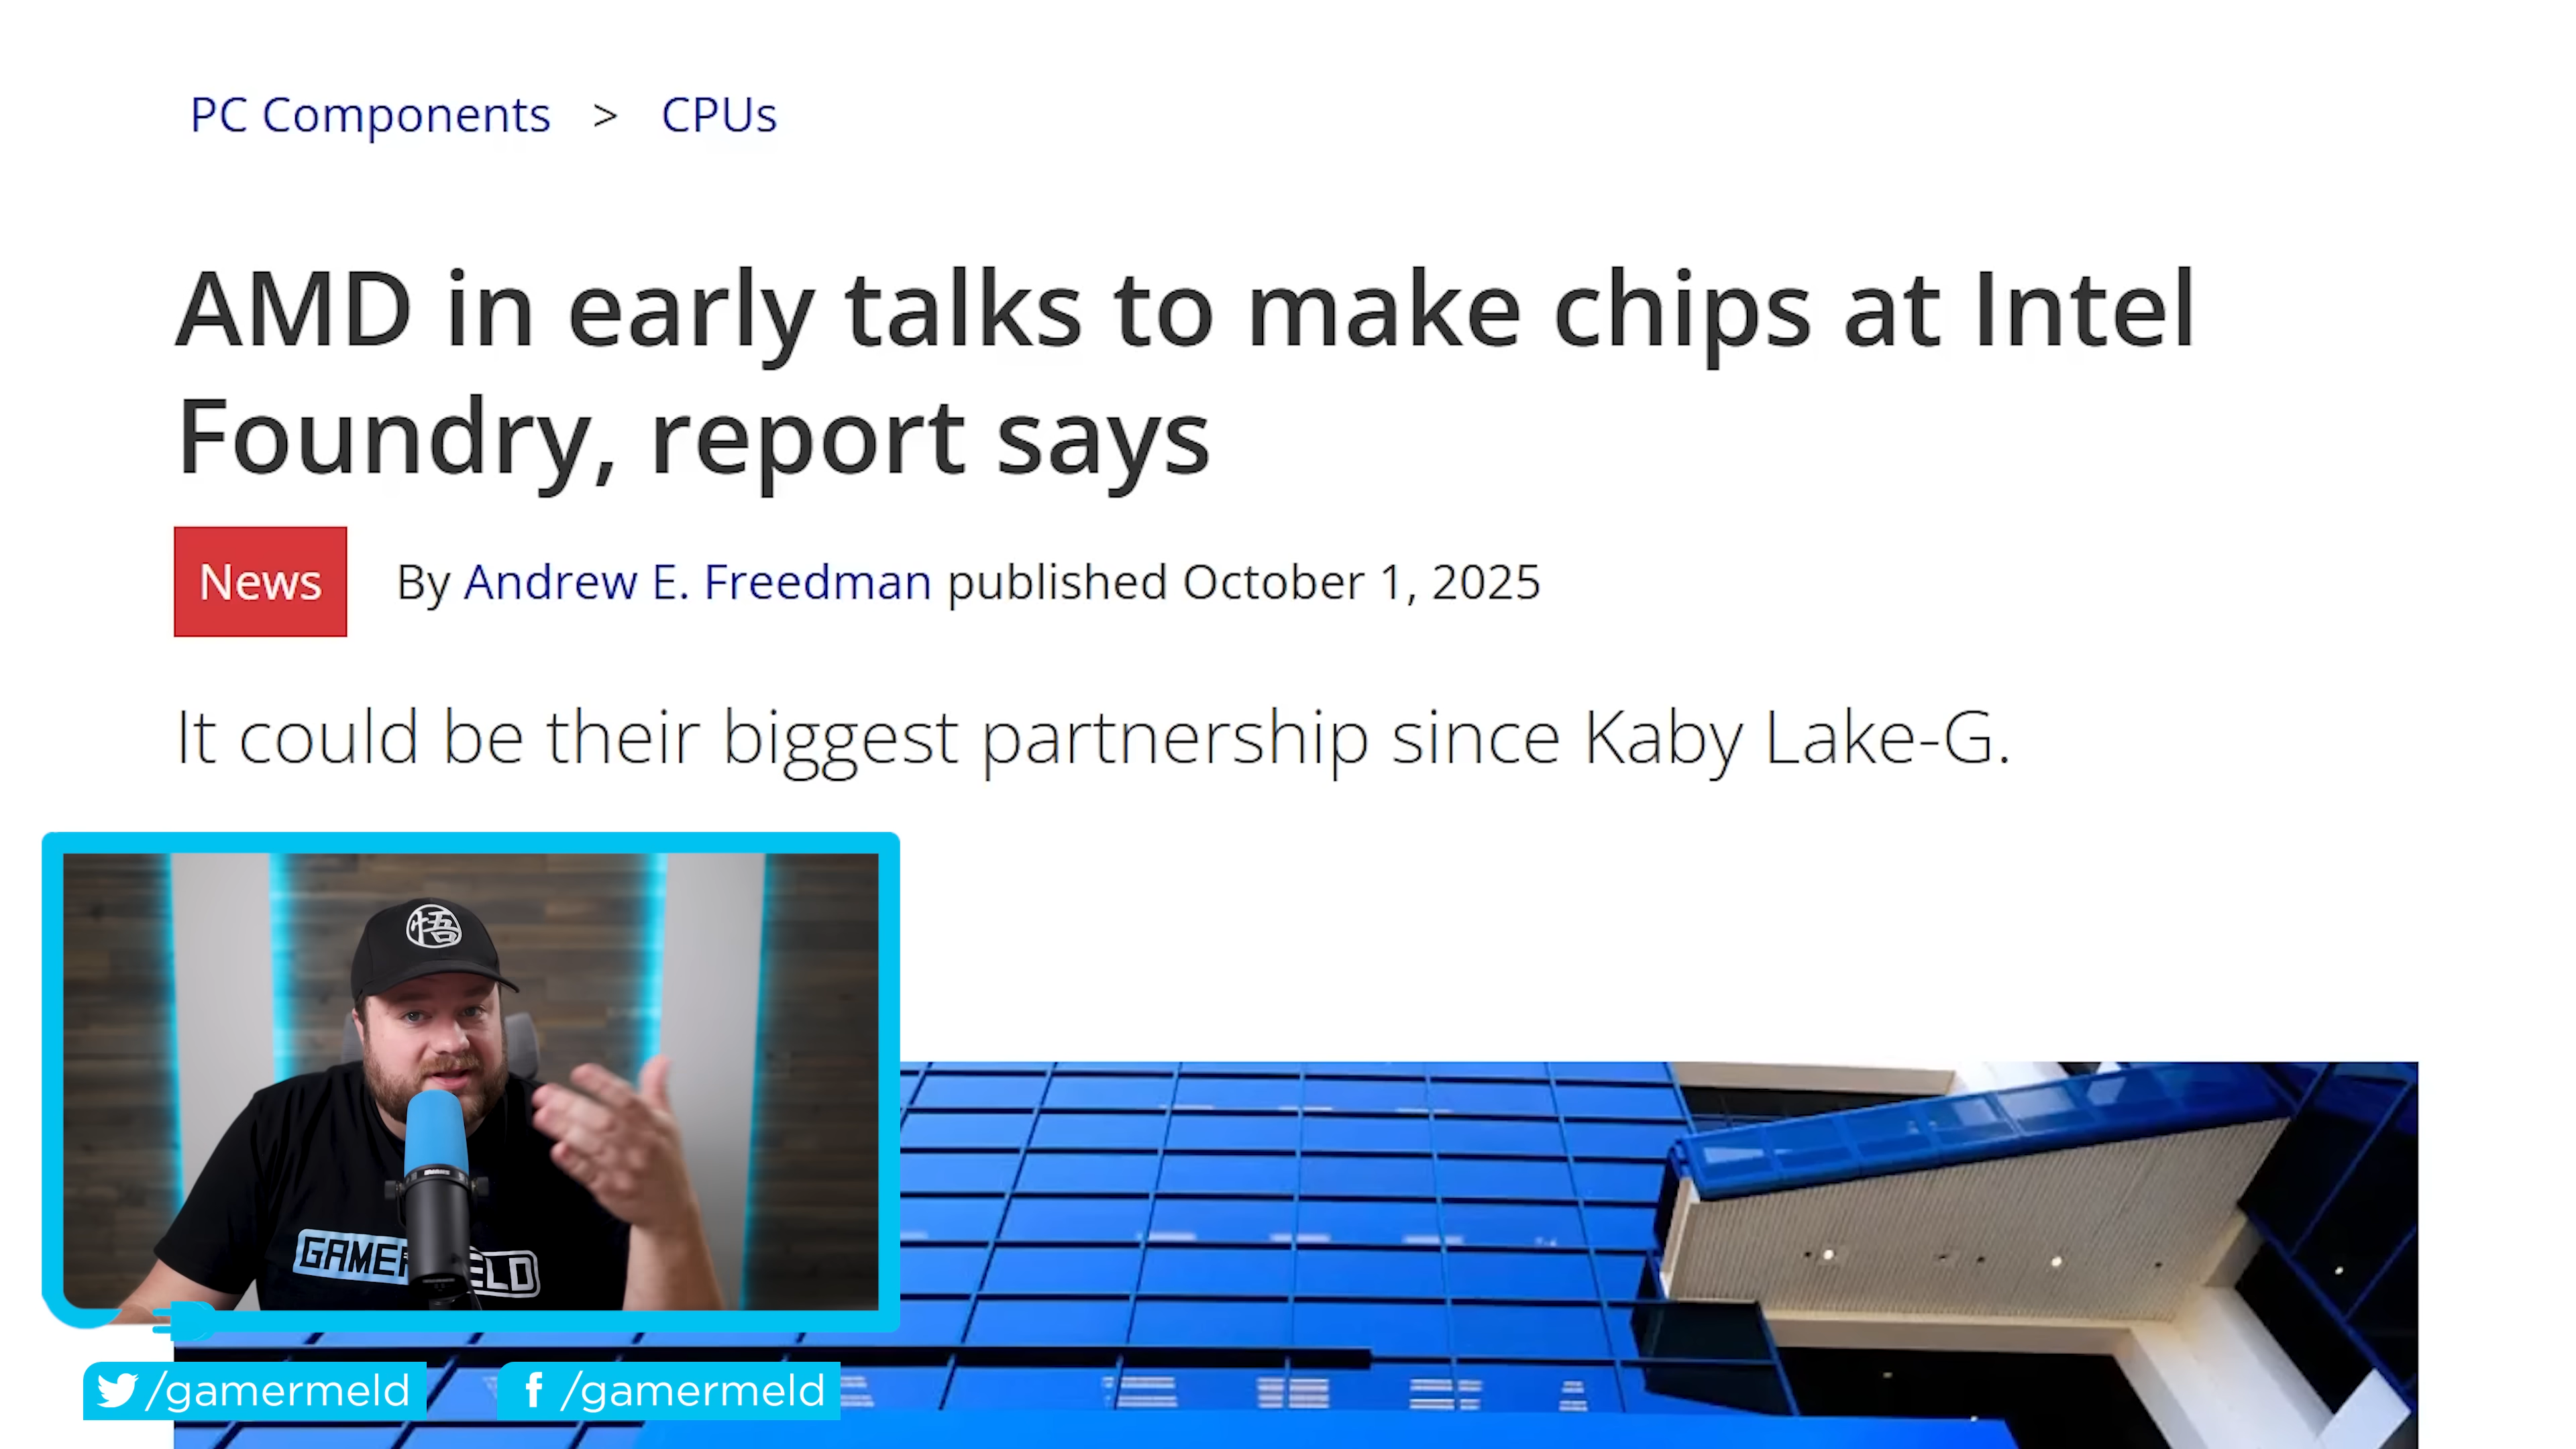 PC Components > CPUs
AMD in early talks to make chips at Intel
Foundry, report says
News By Andrew E. Freedman published October 1, 2025
It could be their biggest partnership since Kaby Lake-G.
悟
/gamermeld /gamermeld